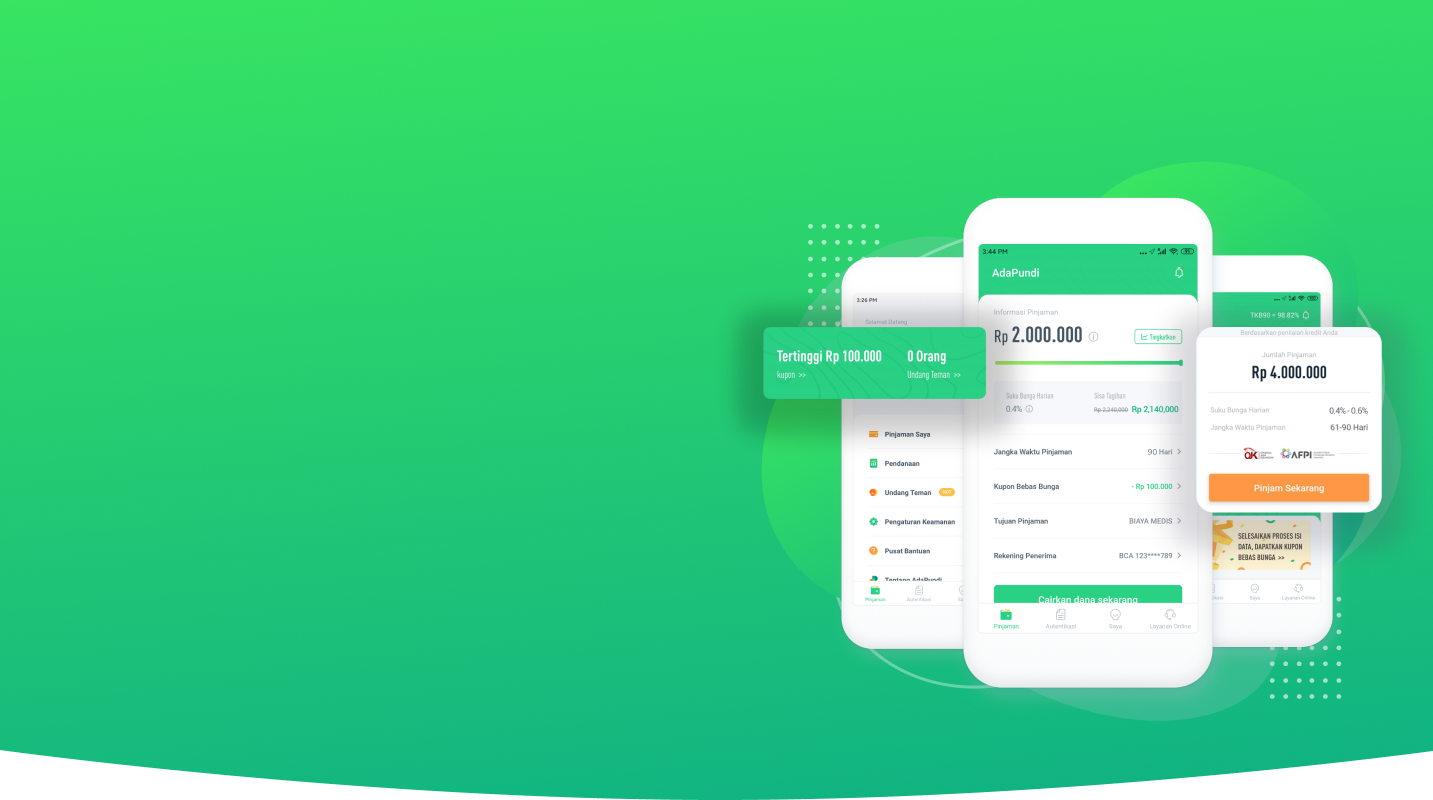 3:26 PM
Selamat Datang
Tertinggi Rp 100.000
kupon >>
0 Orang
Undang Teman >>
Pinjaman Saya
Pendanaan
Undang Teman
HOT
Pengaturan Keamanan
Pusat Bantuan
Tentang AdaPundi
Pinjaman
Autentikasi
3:44 PM
AdaPundi
Informasi Pinjaman
Rp 2.000.000
Tingkatkan
Suku Bunga Harian
0.4%
Sisa Tagihan
Rp 2,240,000 Rp 2,140,000
Jangka Waktu Pinjaman
90 Hari >
Kupon Bebas Bunga
- Rp 100.000 >
Tujuan Pinjaman
BIAYA MEDIS >
Rekening Penerima
BCA 123****789 >
Cairkan dana sekarang
Pinjaman
Autentikasi
Saya
Layanan Online
TKB90 = 98.82%
Berdasarkan penilaian kredit Anda
Jumlah Pinjaman
Rp 4.000.000
Suku Bunga Harian
0.4% - 0.6%
Jangka Waktu Pinjaman
61-90 Hari
AFPI
Pinjam Sekarang
SELESAIKAN PROSES ISI
DATA, DAPATKAN KUPON
BEBAS BUNGA >>
Saya
Layanan Online